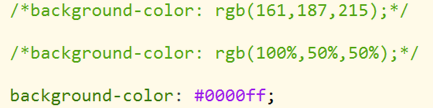 /*background-color: rgb(161,187,215);*/
/*background-color: rgb(100%,50%,50%);*/
background-color: #0000ff;